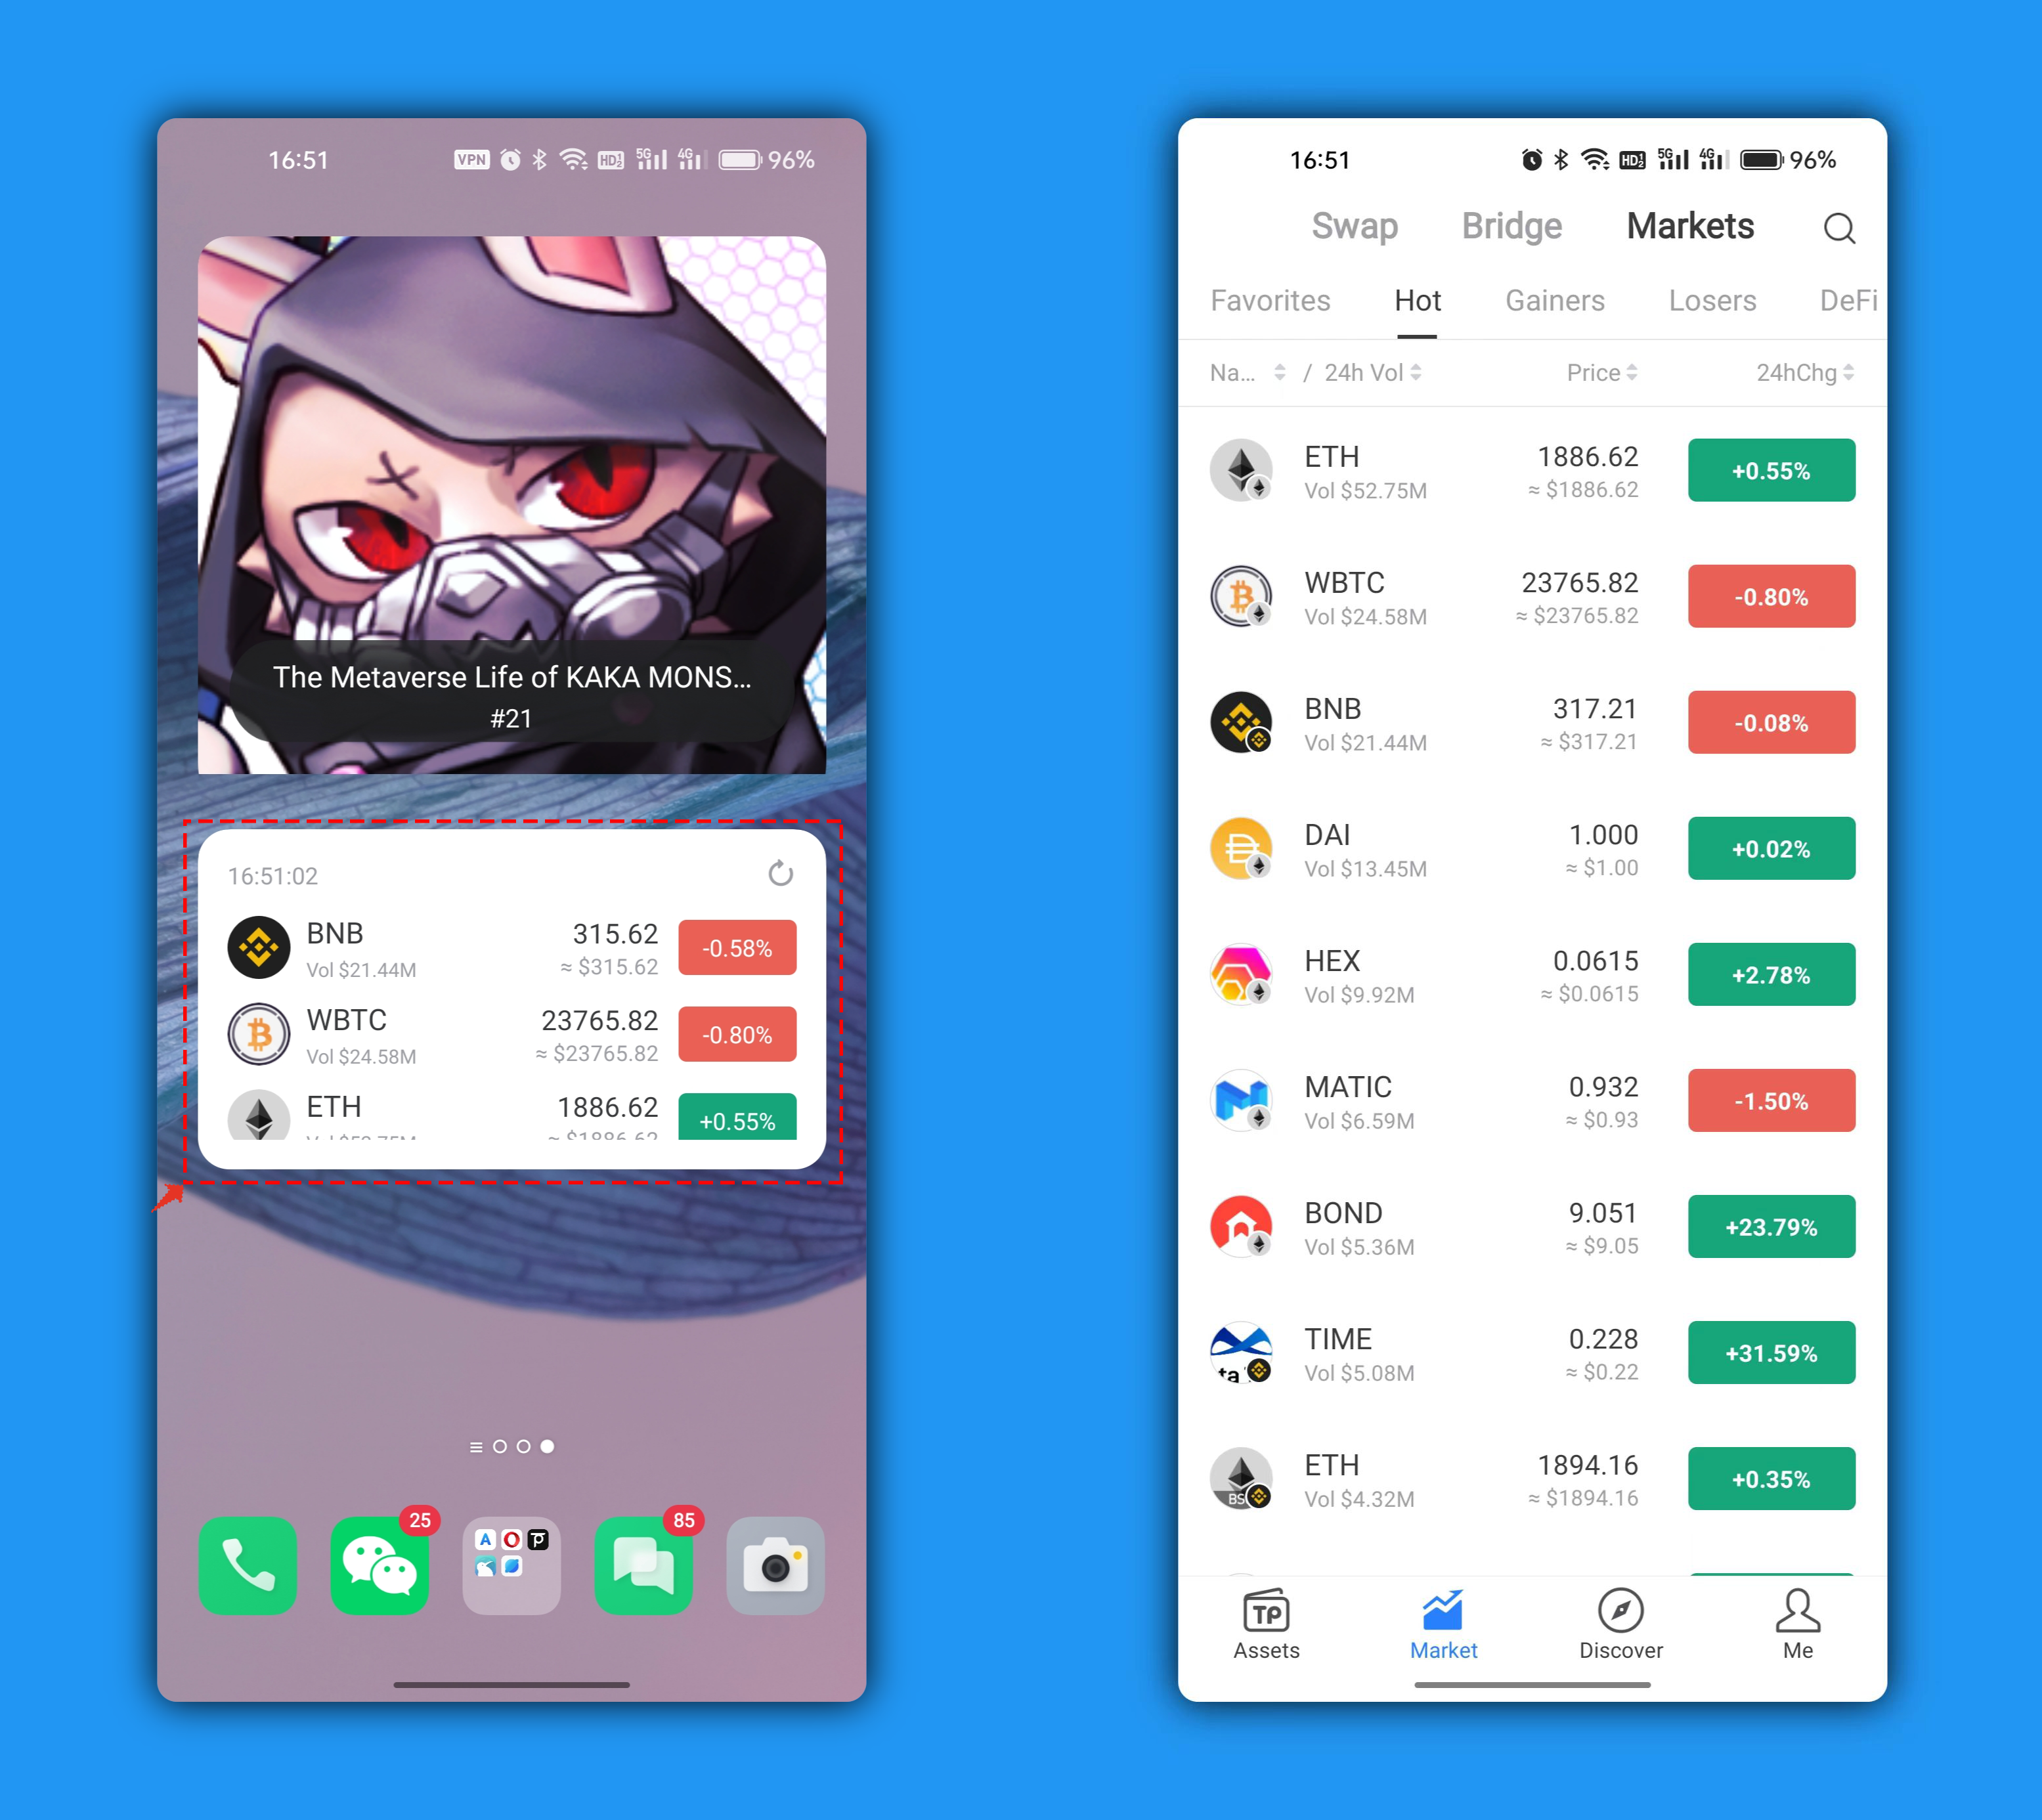 16:51
VPN HD 5G 4G 96%
The Metaverse Life of KAKA MONS...
#21
16:51:02
BNB 315.62 -0.58%
Vol $21.44M ≈ $315.62
WBTC 23765.82 -0.80%
Vol $24.58M ≈ $23765.82
ETH 1886.62 +0.55%
25
85
16:51
HD 5G 4G 96%
Swap Bridge Markets
Favorites Hot Gainers Losers DeFi
Na... / 24h Vol Price 24hChg
ETH 1886.62 +0.55%
Vol $52.75M ≈ $1886.62
WBTC 23765.82 -0.80%
Vol $24.58M ≈ $23765.82
BNB 317.21 -0.08%
Vol $21.44M ≈ $317.21
DAI 1.000 +0.02%
Vol $13.45M ≈ $1.00
HEX 0.0615 +2.78%
Vol $9.92M ≈ $0.0615
MATIC 0.932 -1.50%
Vol $6.59M ≈ $0.93
BOND 9.051 +23.79%
Vol $5.36M ≈ $9.05
TIME 0.228 +31.59%
Vol $5.08M ≈ $0.22
ETH 1894.16 +0.35%
Vol $4.32M ≈ $1894.16
TP
Assets Market Discover Me